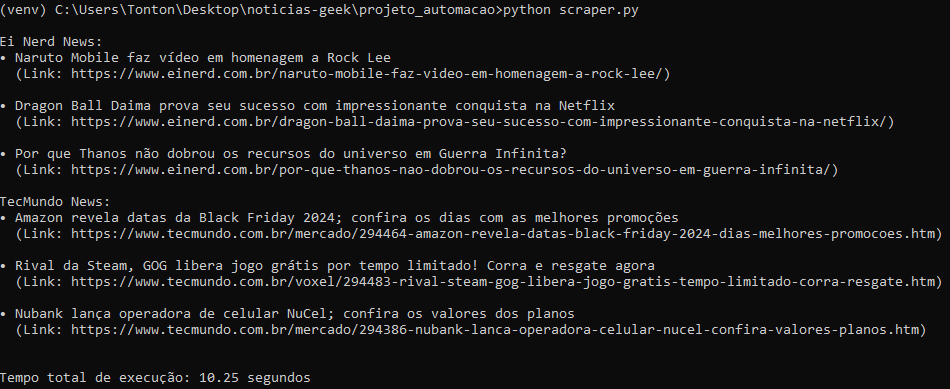 (venv) C:\Users\Tonton\Desktop\noticias-geek\projeto_automacao>python scraper.py
Ei Nerd News:
• Naruto Mobile faz vídeo em homenagem a Rock Lee
(Link: https://www.einerd.com.br/naruto-mobile-faz-video-em-homenagem-a-rock-lee/)
• Dragon Ball Daima prova seu sucesso com impressionante conquista na Netflix
(Link: https://www.einerd.com.br/dragon-ball-daima-prova-seu-sucesso-com-impressionante-conquista-na-netflix/)
• Por que Thanos não dobrou os recursos do universo em Guerra Infinita?
(Link: https://www.einerd.com.br/por-que-thanos-nao-dobrou-os-recursos-do-universo-em-guerra-infinita/)
TecMundo News:
• Amazon revela datas da Black Friday 2024; confira os dias com as melhores promoções
(Link: https://www.tecmundo.com.br/mercado/294464-amazon-revela-datas-black-friday-2024-dias-melhores-promocoes.htm)
• Rival da Steam, GOG libera jogo grátis por tempo limitado! Corra e resgate agora
(Link: https://www.tecmundo.com.br/voxel/294483-rival-steam-gog-libera-jogo-gratis-tempo-limitado-corra-resgate.htm)
• Nubank lança operadora de celular NuCel; confira os valores dos planos
(Link: https://www.tecmundo.com.br/mercado/294386-nubank-lanca-operadora-celular-nucel-confira-valores-planos.htm)
Tempo total de execução: 10.25 segundos